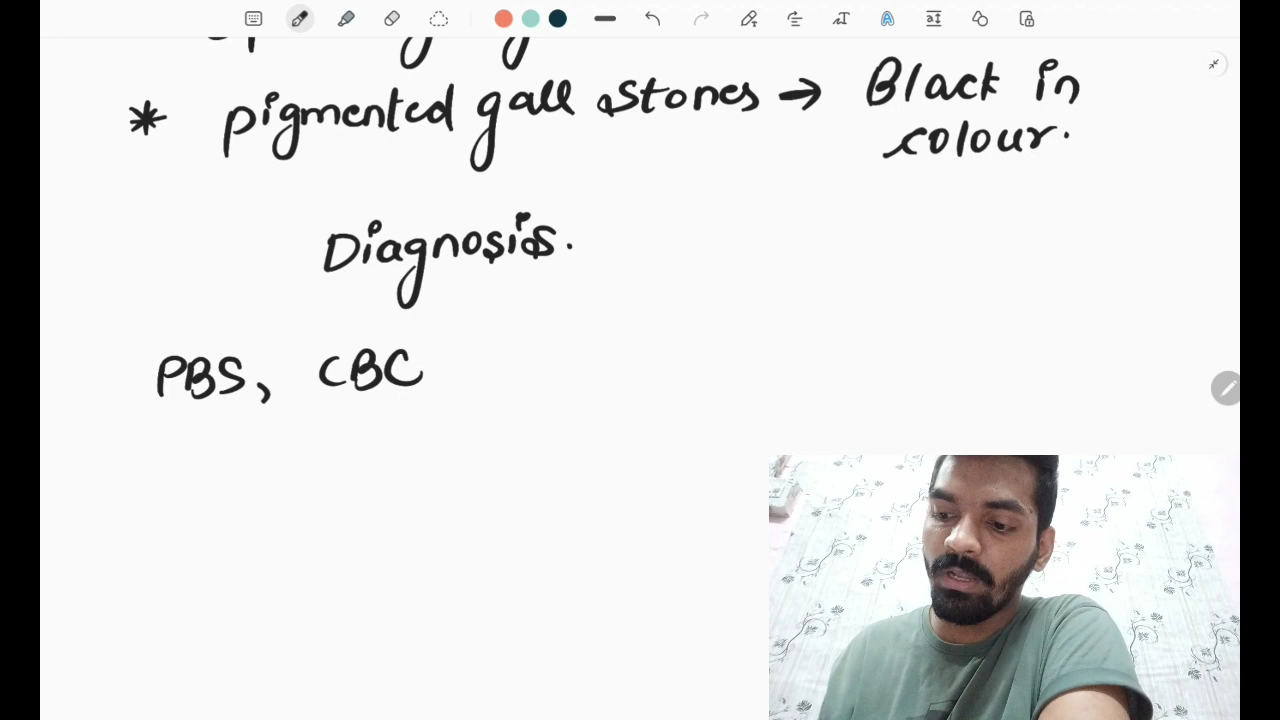 * pigmented gall stones → Black in
colour.
Diagnosis.
PBS, CBC